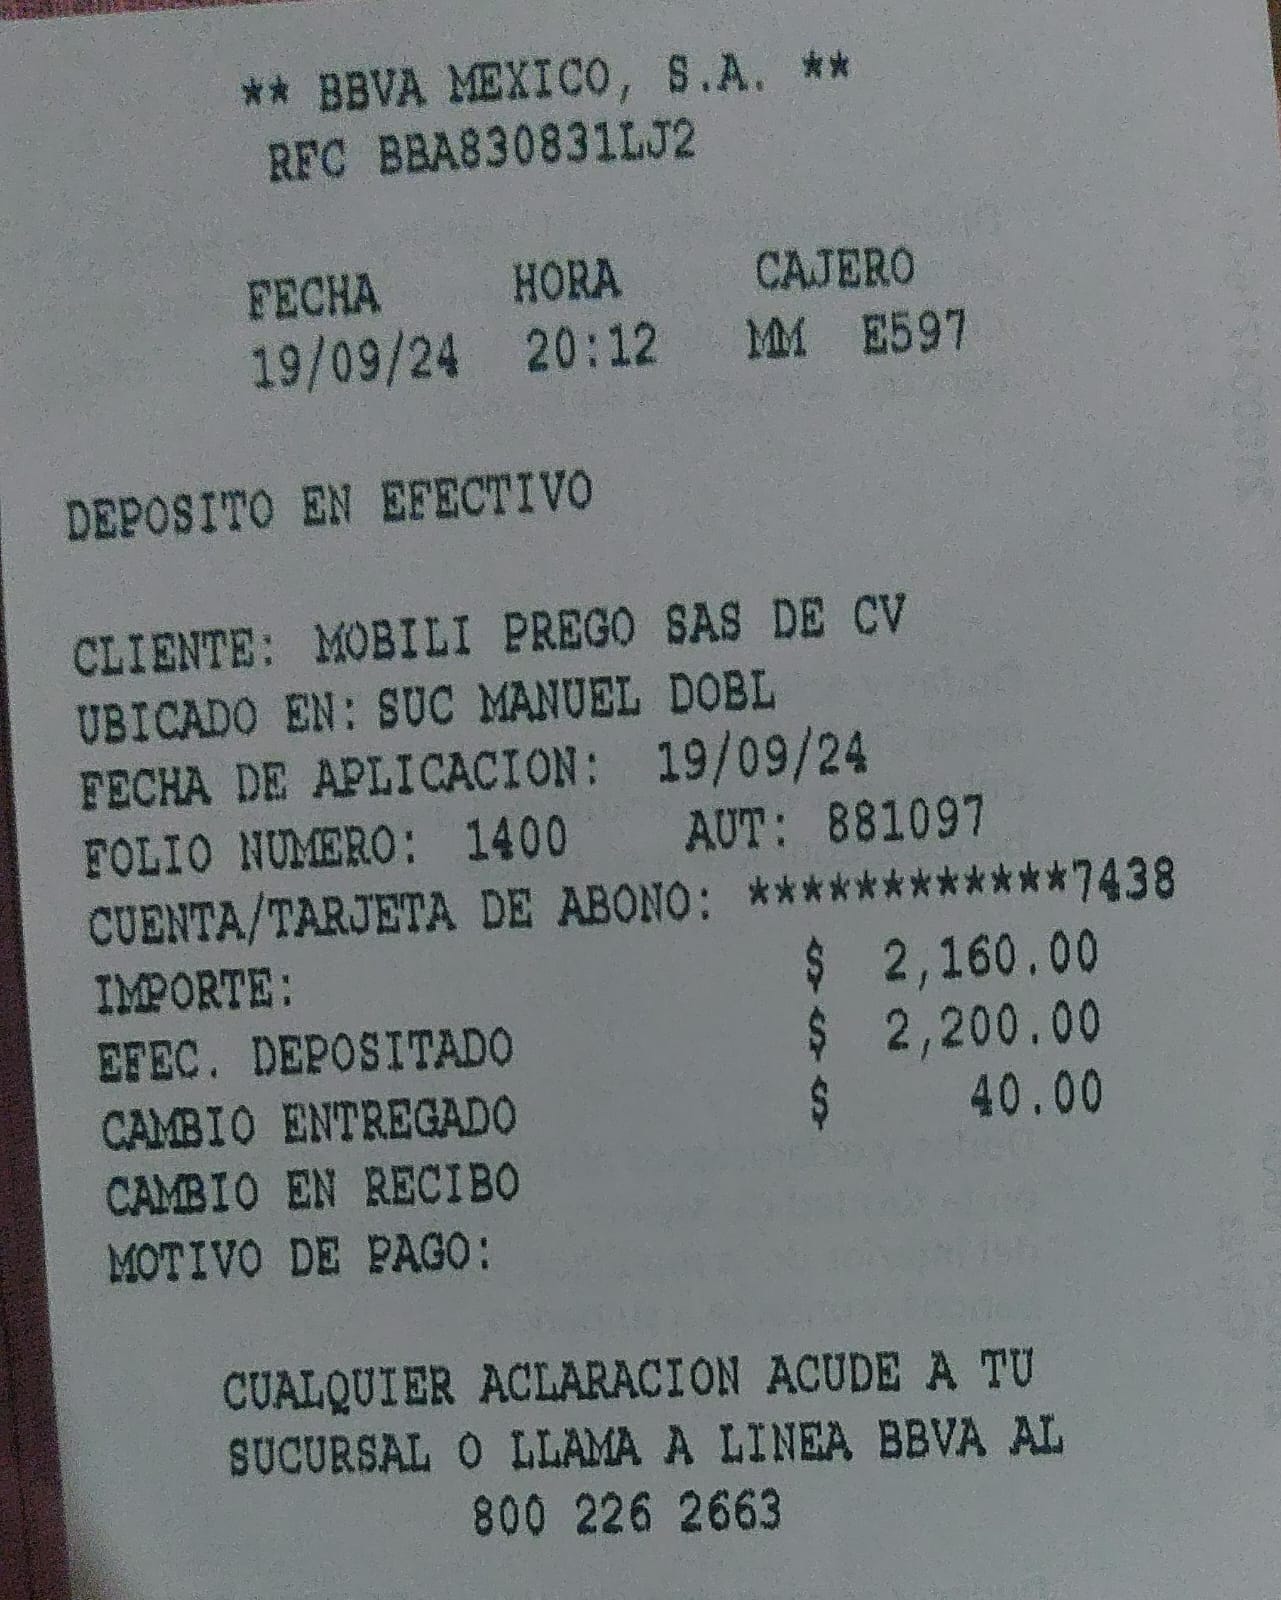 ** BBVA MEXICO, S.A. **
RFC BBA830831LJ2
FECHA HORA CAJERO
19/09/24 20:12 MM E597
DEPOSITO EN EFECTIVO
CLIENTE: MOBILI PREGO SAS DE CV
UBICADO EN: SUC MANUEL DOBL
FECHA DE APLICACION: 19/09/24
FOLIO NUMERO: 1400 AUT: 881097
CUENTA/TARJETA DE ABONO: ************7438
IMPORTE: $ 2,160.00
EFEC. DEPOSITADO $ 2,200.00
CAMBIO ENTREGADO $ 40.00
CAMBIO EN RECIBO
MOTIVO DE PAGO:
CUALQUIER ACLARACION ACUDE A TU
SUCURSAL O LLAMA A LINEA BBVA AL
800 226 2663